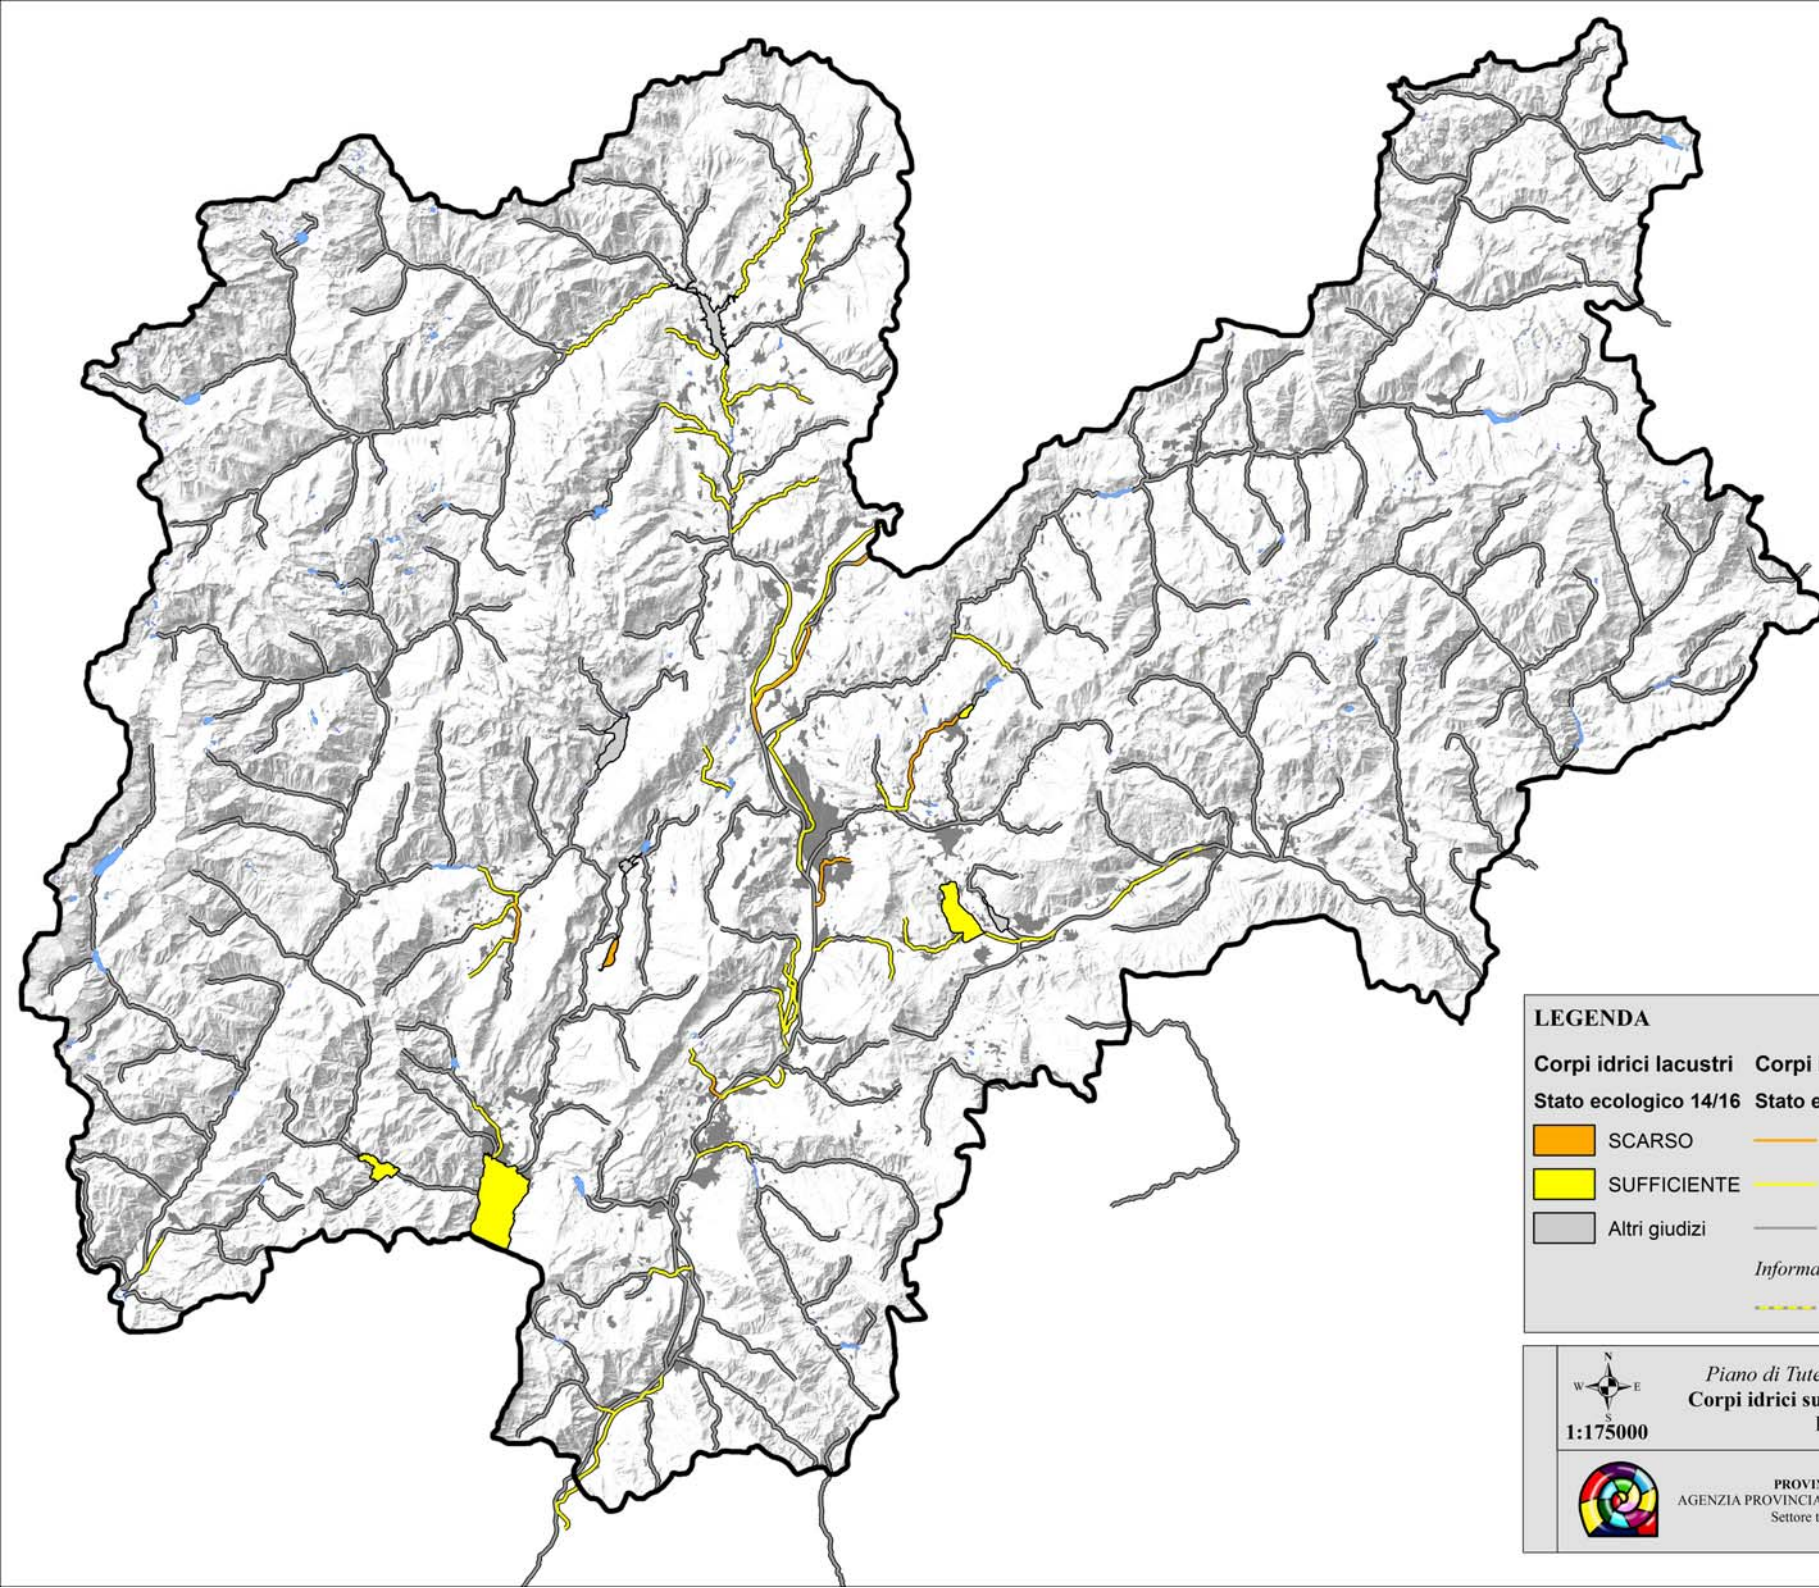 LEGENDA
Corpi idrici lacustri Corpi
Stato ecologico 14/16 Stato e
SCARSO
SUFFICIENTE
Altri giudizi
Informa
N
W E
S
1:175000
Piano di Tute
Corpi idrici su
PROVIN
AGENZIA PROVINCIA
Settore t